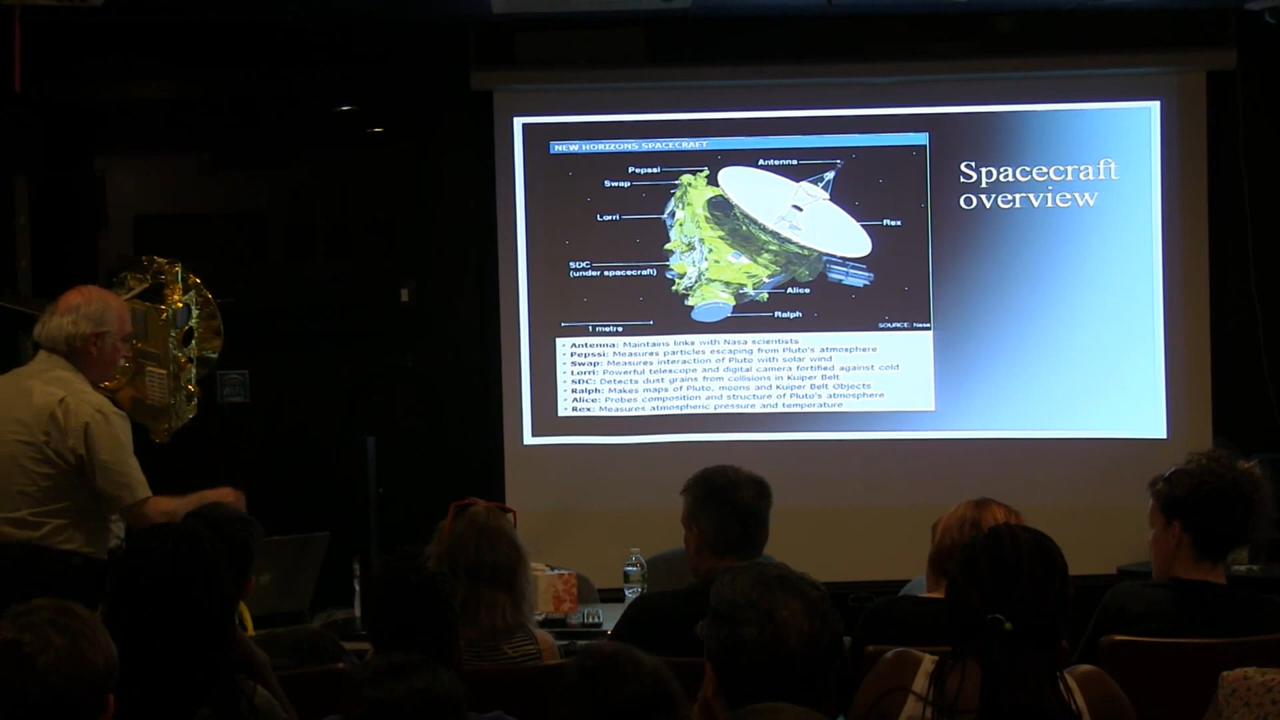 NEW HORIZONS SPACECRAFT
Antenna
Pepssi
Swap
Lorri
Rex
SDC
(under spacecraft)
Alice
Ralph
1 metre
SOURCE: Nasa
Spacecraft
overview
• Antenna: Maintains links with Nasa scientists
• Pepssi: Measures particles escaping from Pluto's atmosphere
• Swap: Measures interaction of Pluto with solar wind
• Lorri: Powerful telescope and digital camera fortified against cold
• SDC: Detects dust grains from collisions in Kuiper Belt
• Ralph: Makes maps of Pluto, moons and Kuiper Belt Objects
• Alice: Probes composition and structure of Pluto's atmosphere
• Rex: Measures atmospheric pressure and temperature